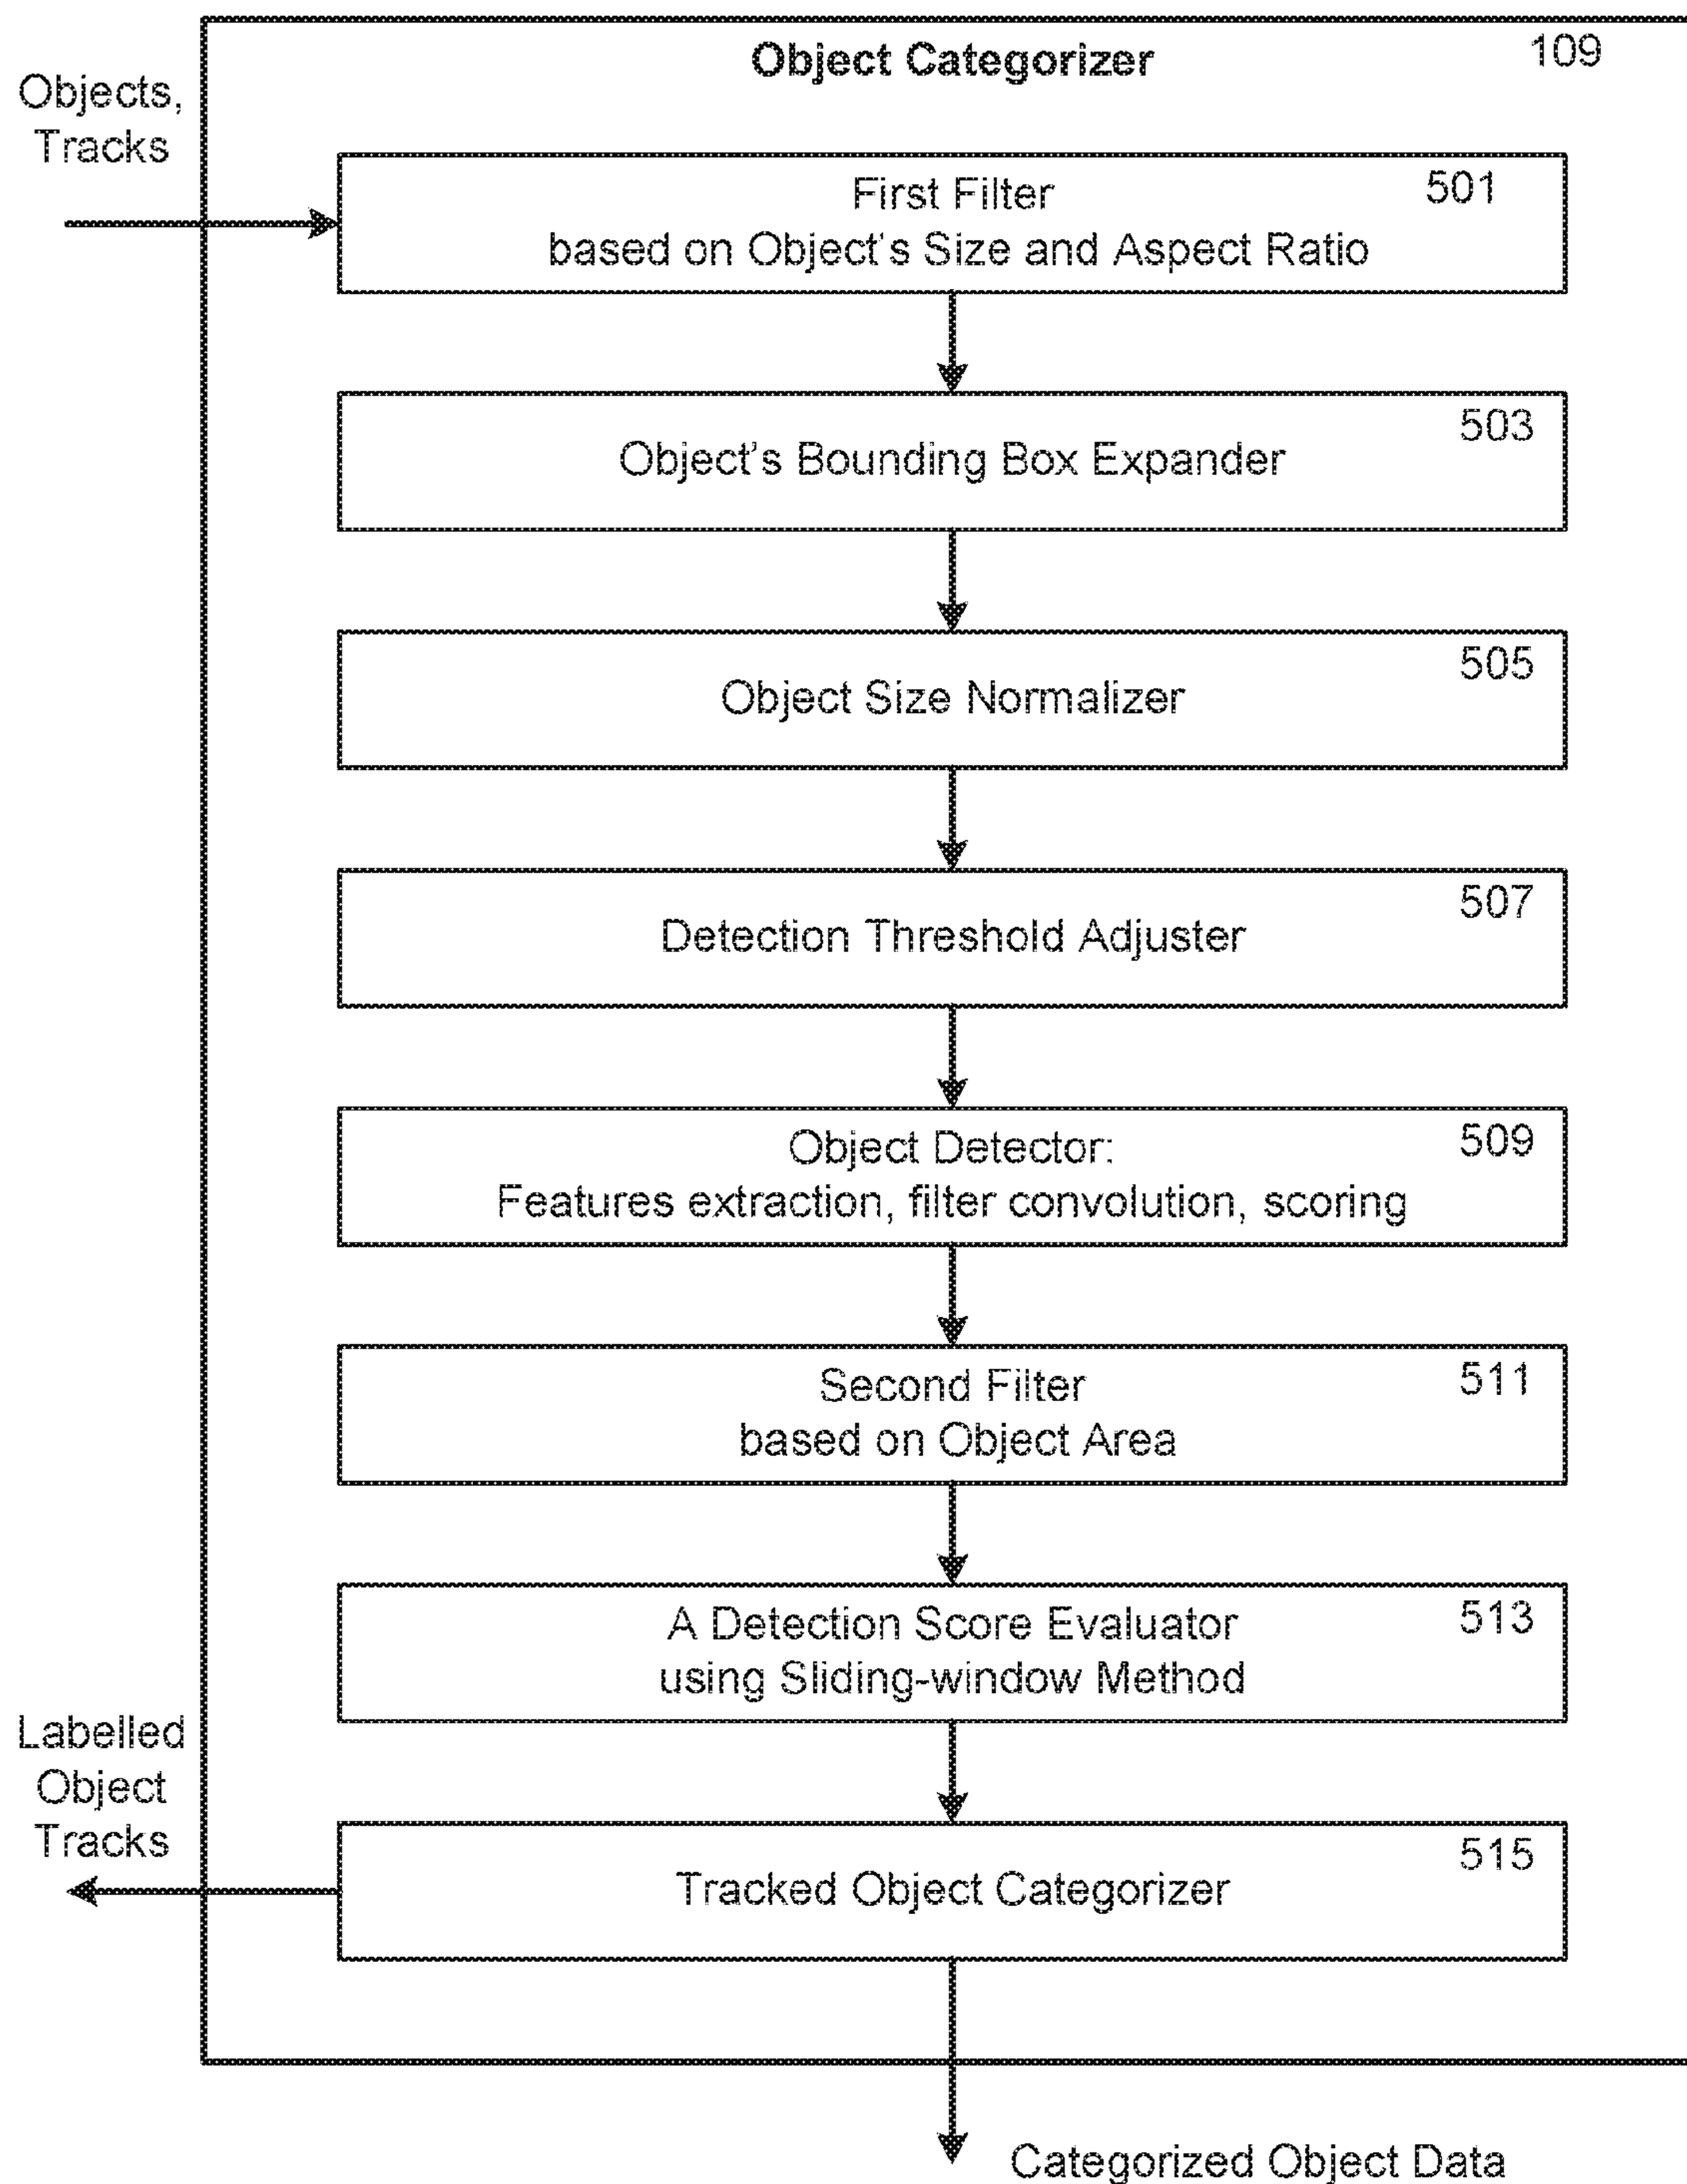 Object Categorizer
109
Objects,
Tracks
First Filter
501
based on Object's Size and Aspect Ratio
503
Object's Bounding Box Expander
505
Object Size Normalizer
507
Detection Threshold Adjuster
Object Detector:
509
Features extraction, filter convolution, scoring
Second Filter
511
based on Object Area
A Detection Score Evaluator
513
using Sliding-window Method
Labelled
Object
Tracks
515
Tracked Object Categorizer
Categorized Object Data